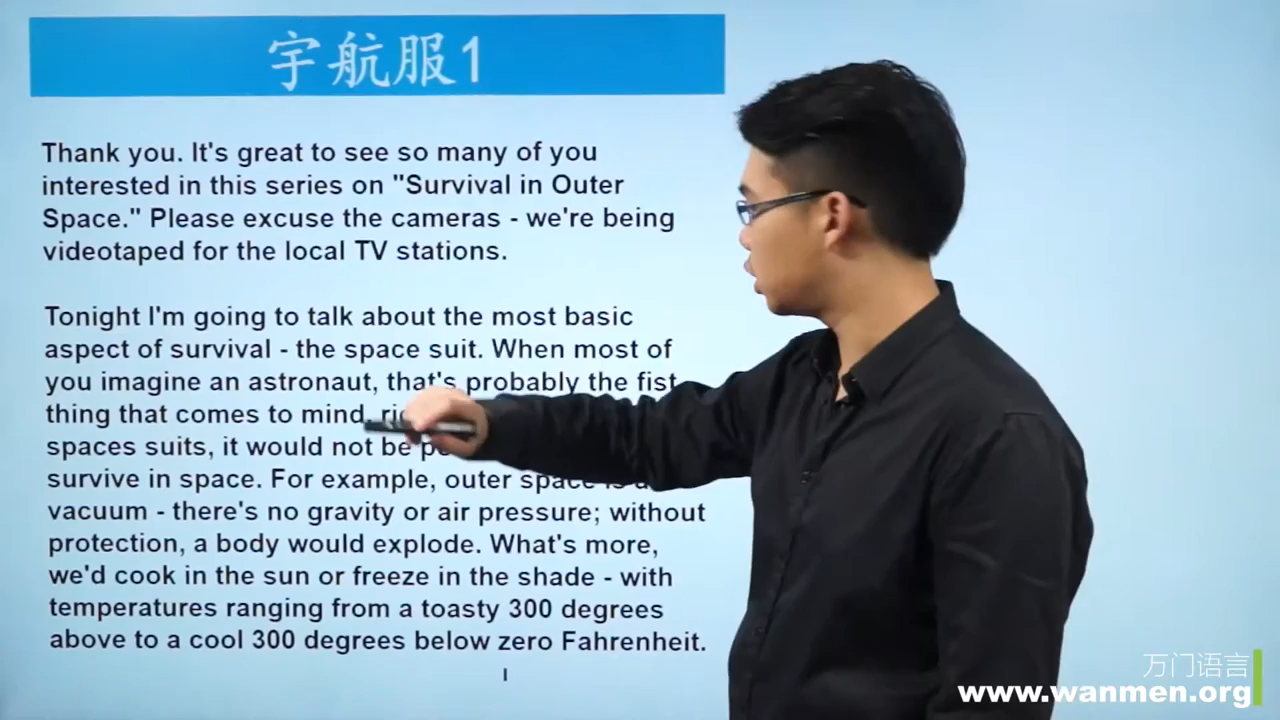 宇航服1
Thank you. It's great to see so many of you
interested in this series on "Survival in Outer
Space." Please excuse the cameras - we're being
videotaped for the local TV stations.
Tonight I'm going to talk about the most basic
aspect of survival - the space suit. When most of
you imagine an astronaut, that's probably the fist
thing that comes to mind,
spaces suits, it would not be
survive in space. For example, outer space is a
vacuum - there's no gravity or air pressure; without
protection, a body would explode. What's more,
we'd cook in the sun or freeze in the shade - with
temperatures ranging from a toasty 300 degrees
above to a cool 300 degrees below zero Fahrenheit.
万门语言
www.wanmen.org